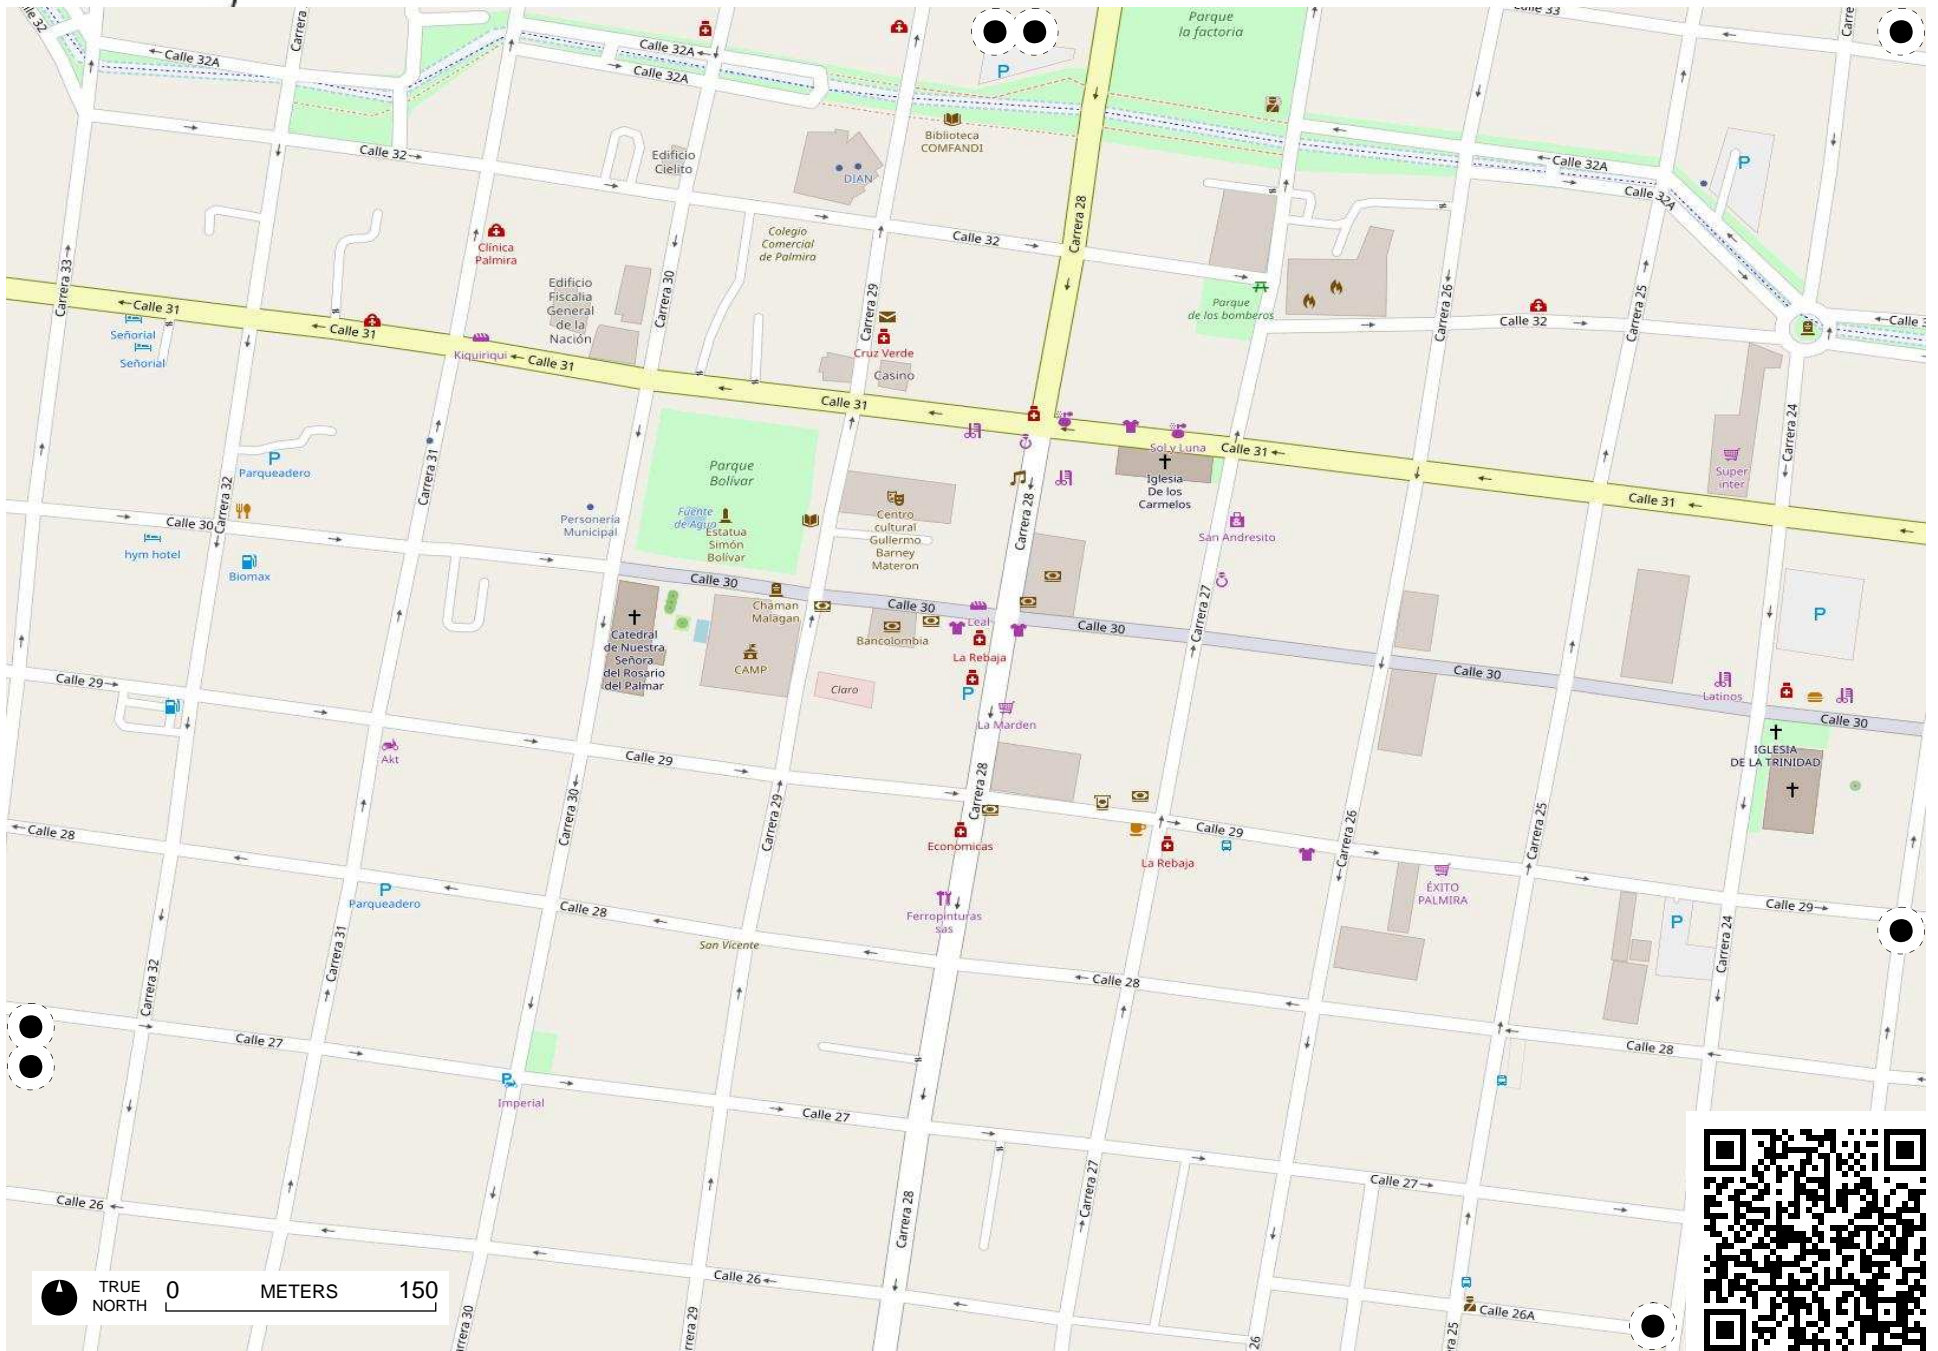 Calle 33
Calle 32A
Calle 32A
Calle 32A
Parque
la factoria
P
Biblioteca
COMFANDI
Calle 32A
Calle 32A
P
Calle 32
Edificio
Cielito
DIAN
Carrera 28
Clínica
Palmira
Colegio
Comercial
de Palmira
Calle 32
Carrera 33
Edificio
Fiscalia
General
de la
Nación
Carrera 30
Carrera 29
Parque
de los bomberos
Carrera 26
Carrera 25
Calle 32
Calle 31
Señorial
Señorial
Calle 31
Kiquiriqui
Calle 31
Cruz Verde
Casino
Calle 31
Sol y Luna
Calle 31
Iglesia
De los
Carmelos
Carrera 24
Super
inter
Calle 31
P
Parqueadero
Carrera 31
Parque
Bolívar
Carrera 32
Calle 30
hym hotel
Biomax
Personería
Municipal
Fuente
de Agua
Estatua
Simón
Bolívar
Centro
cultural
Gullermo
Barney
Materon
Carrera 28
San Andresito
Calle 30
Chaman
Malagan
Calle 30
Leal
Bancolombia
Calle 30
Carrera 27
P
Catedral
de Nuestra
Señora
del Rosario
del Palmar
CAMP
La Rebaja
Claro
P
La Marden
Calle 30
Latinos
Calle 30
IGLESIA
DE LA TRINIDAD
Calle 29
Akt
Calle 29
Carrera 30
Carrera 29
Carrera 28
Economicas
Calle 29
La Rebaja
Carrera 26
Carrera 25
ÉXITO
PALMIRA
Calle 28
P
Parqueadero
Calle 28
San Vicente
Ferropinturas
sas
Calle 29
P
Carrera 24
Carrera 32
Carrera 31
Calle 28
Calle 27
Calle 28
P
Imperial
Calle 27
Carrera 28
Carrera 27
Calle 27
Calle 26
Calle 26
Calle 26A
TRUE
NORTH
0 METERS 150